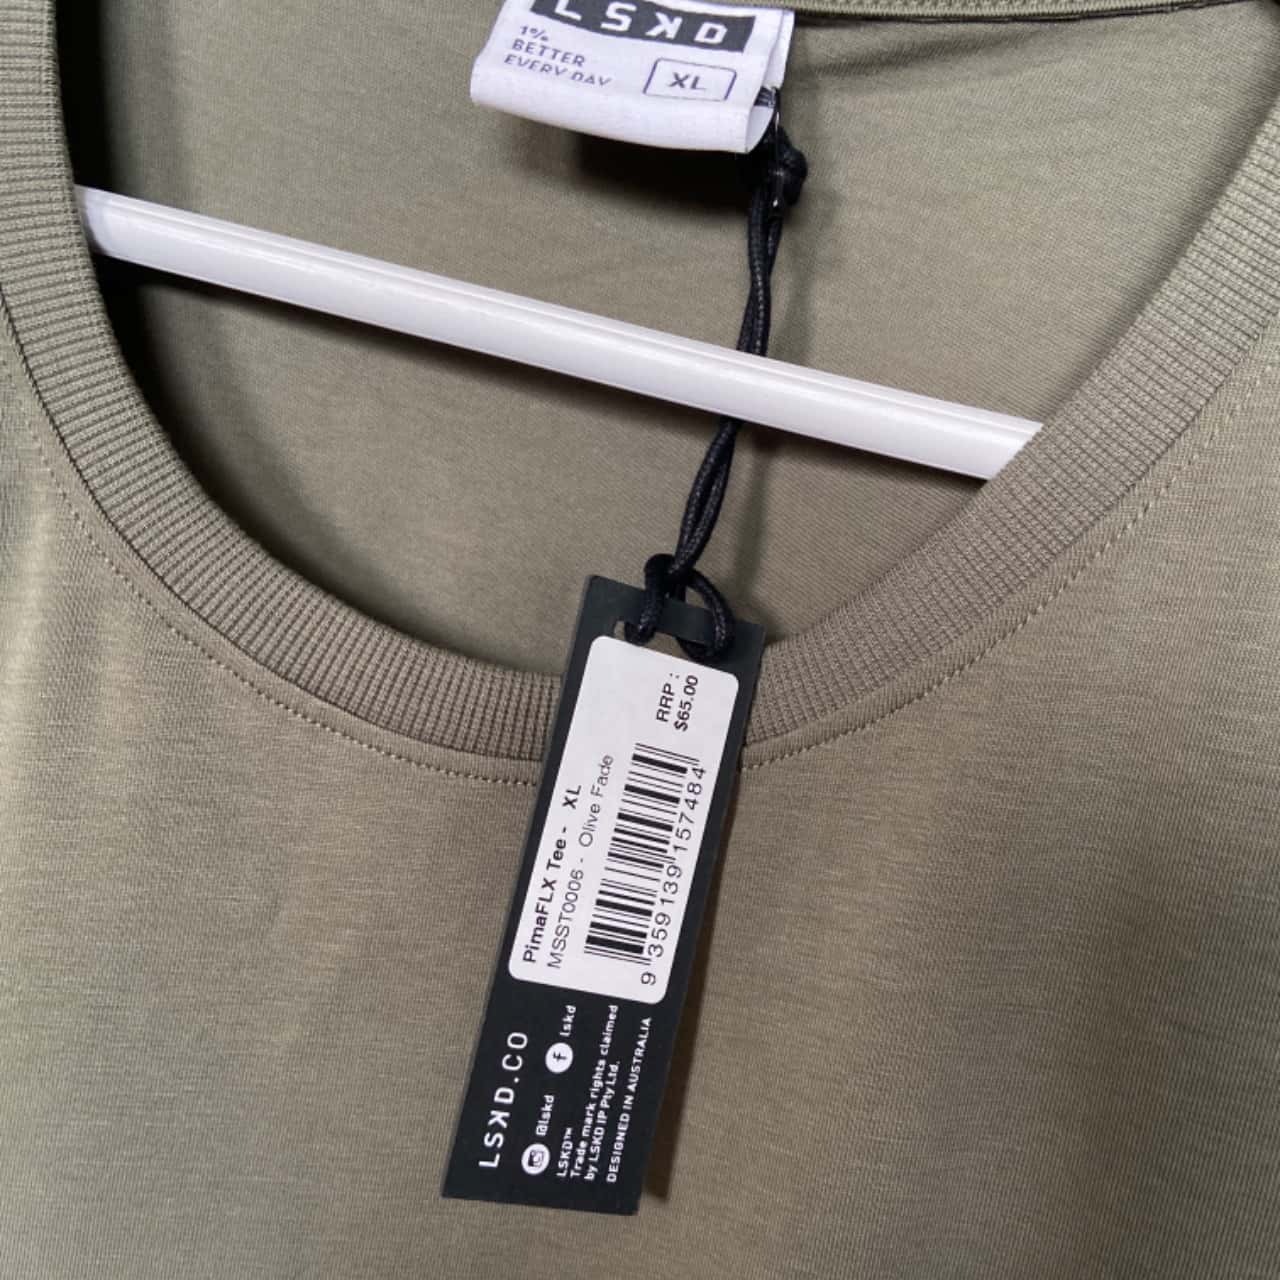 LSKD
1%
BETTER
EVERY DAY
XL
RRP :
$65.00
PimaFLX Tee - XL
MSST0006 - Olive Fade
9 359139 157484
LSKD.CO
@lskd
lskd
LSKD™
Trade mark rights claimed
by LSKD IP Pty Ltd.
DESIGNED IN AUSTRALIA